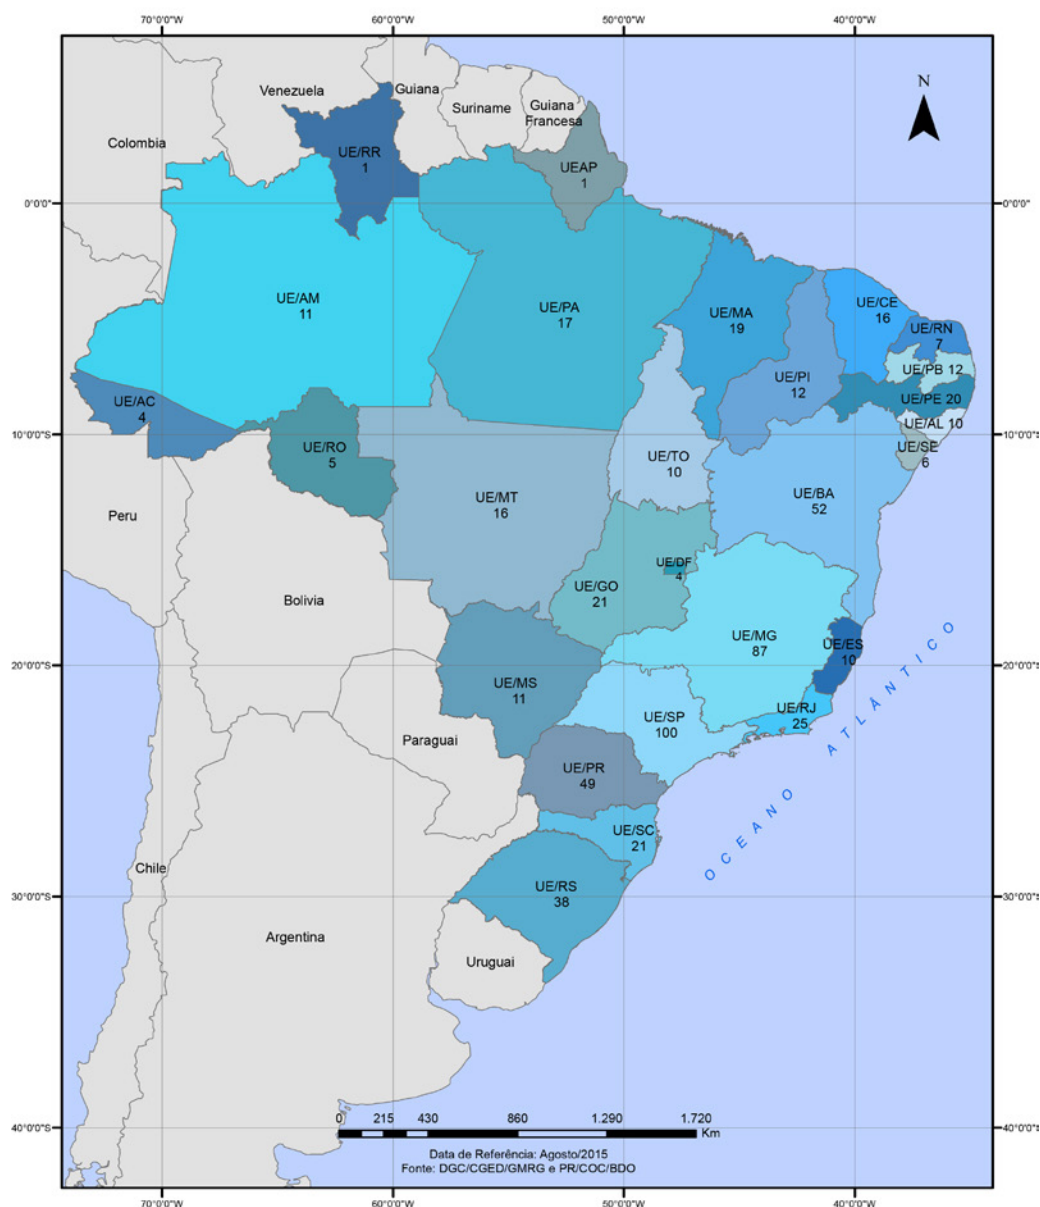 70°0'0"W 60°0'0"W 50°0'0"W 40°0'0"W
N
Venezuela
Guiana
Suriname
Guiana
Francesa
Colombia
UE/RR
1
UEAP
1
0°0'0" 0°0'0"
UE/AM
11
UE/PA
17
UE/MA
19
UE/CE
16
UE/RN
7
UE/PB 12
UE/PI
12
UE/PE 20
UE/AC
4
UE/AL 10
10°0'0"S 10°0'0"S
UE/RO
5
UE/TO
10
UE/SE
6
UE/MT
16
UE/BA
52
Peru
UE/DF
4
UE/GO
21
Bolivia
UE/MG
87
UE/ES
10
20°0'0"S 20°0'0"S
UE/MS
11
UE/RJ
25
UE/SP
100
Paraguai
OCEANO ATLÂNTICO
UE/PR
49
UE/SC
21
Chile
UE/RS
38
30°0'0"S 30°0'0"S
Argentina
Uruguai
0 215 430 860 1.290 1.720
Km
40°0'0"S 40°0'0"S
Data de Referência: Agosto/2015
Fonte: DGC/CGED/GMRG e PR/COC/BDO
70°0'0"W 60°0'0"W 50°0'0"W 40°0'0"W